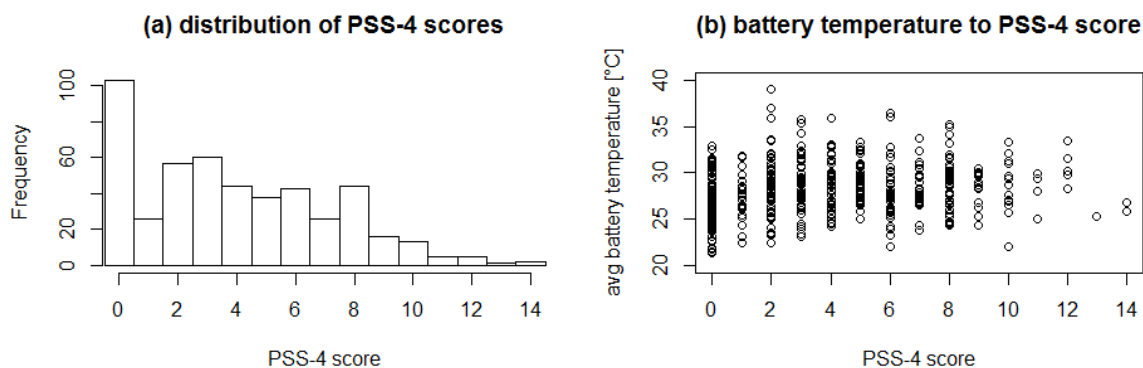 (a) distribution of PSS-4 scores
Frequency
0 20 60 100
0 2 4 6 8 10 12 14
PSS-4 score
(b) battery temperature to PSS-4 score
avg battery temperature [°C]
20 25 30 35 40
0 2 4 6 8 10 12 14
PSS-4 score